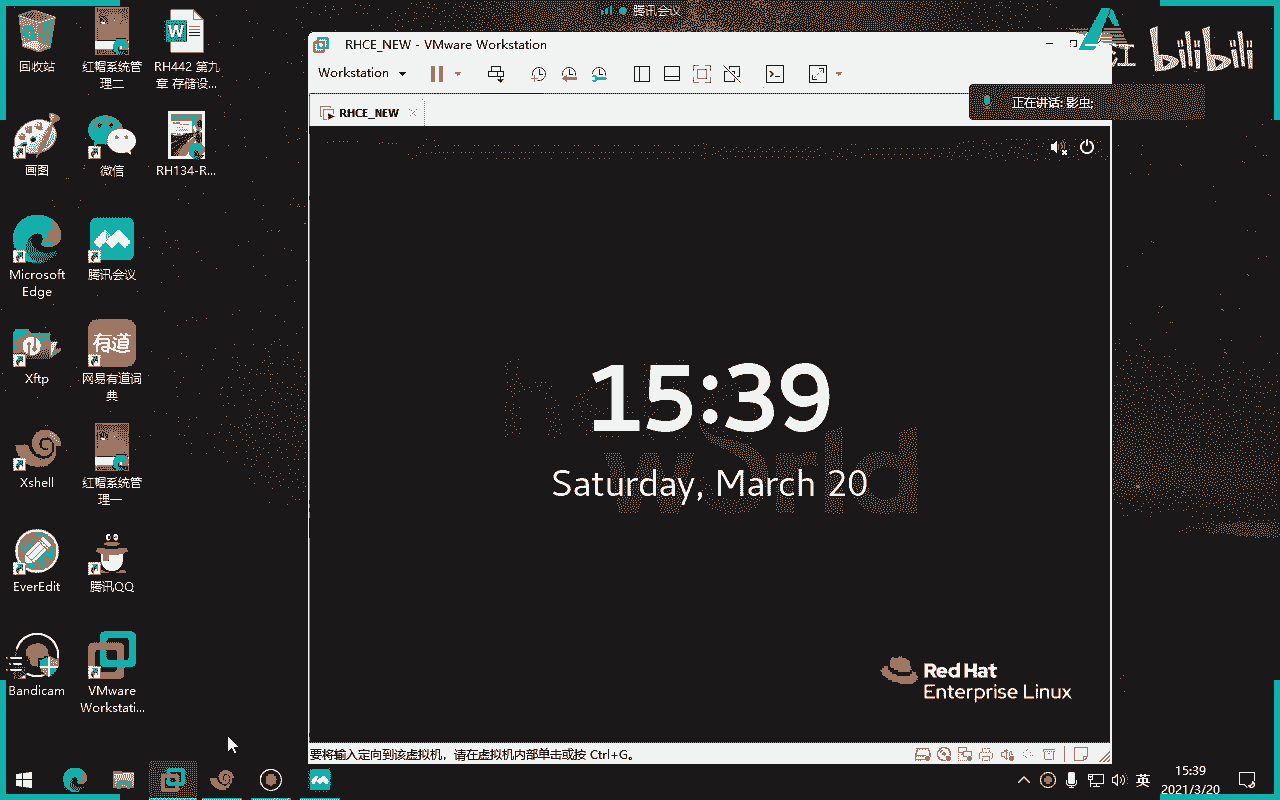 腾讯会议
江
bilibili
正在讲话: 影虫;
回收站
红帽系统管
理二
RH442 第九
章 存储设...
画图
微信
RH134-R...
Microsoft
Edge
腾讯会议
Xftp
有道
网易有道词
典
Xshell
红帽系统管
理一
EverEdit
腾讯QQ
Bandicam
VMware
Workstati...
RHCE_NEW - VMware Workstation
Workstation
RHCE_NEW
15:39
Saturday, March 20
world
Red Hat
Enterprise Linux
要将输入定向到该虚拟机，请在虚拟机内部单击或按 Ctrl+G。
英
15:39
2021/3/20